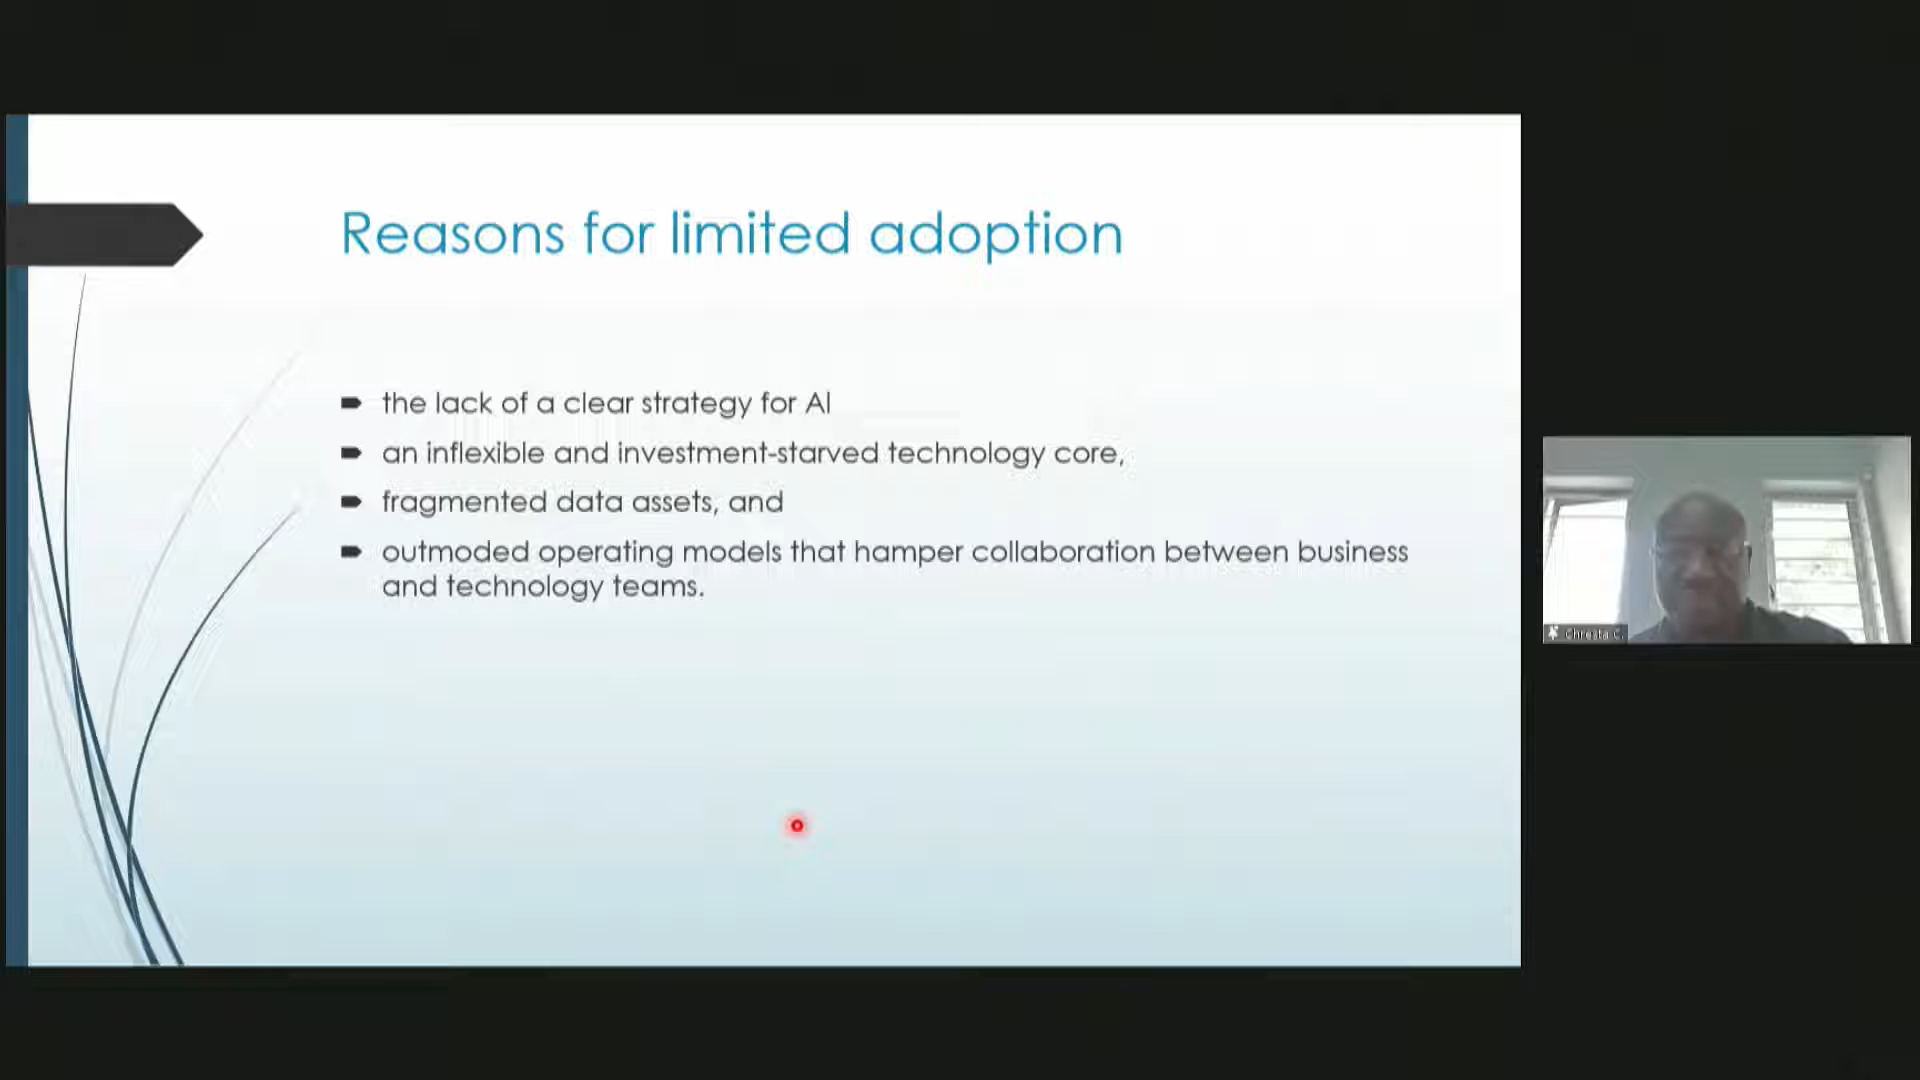 Reasons for limited adoption
the lack of a clear strategy for AI
an inflexible and investment-starved technology core,
fragmented data assets, and
outmoded operating models that hamper collaboration between business
and technology teams.
Chresta C.